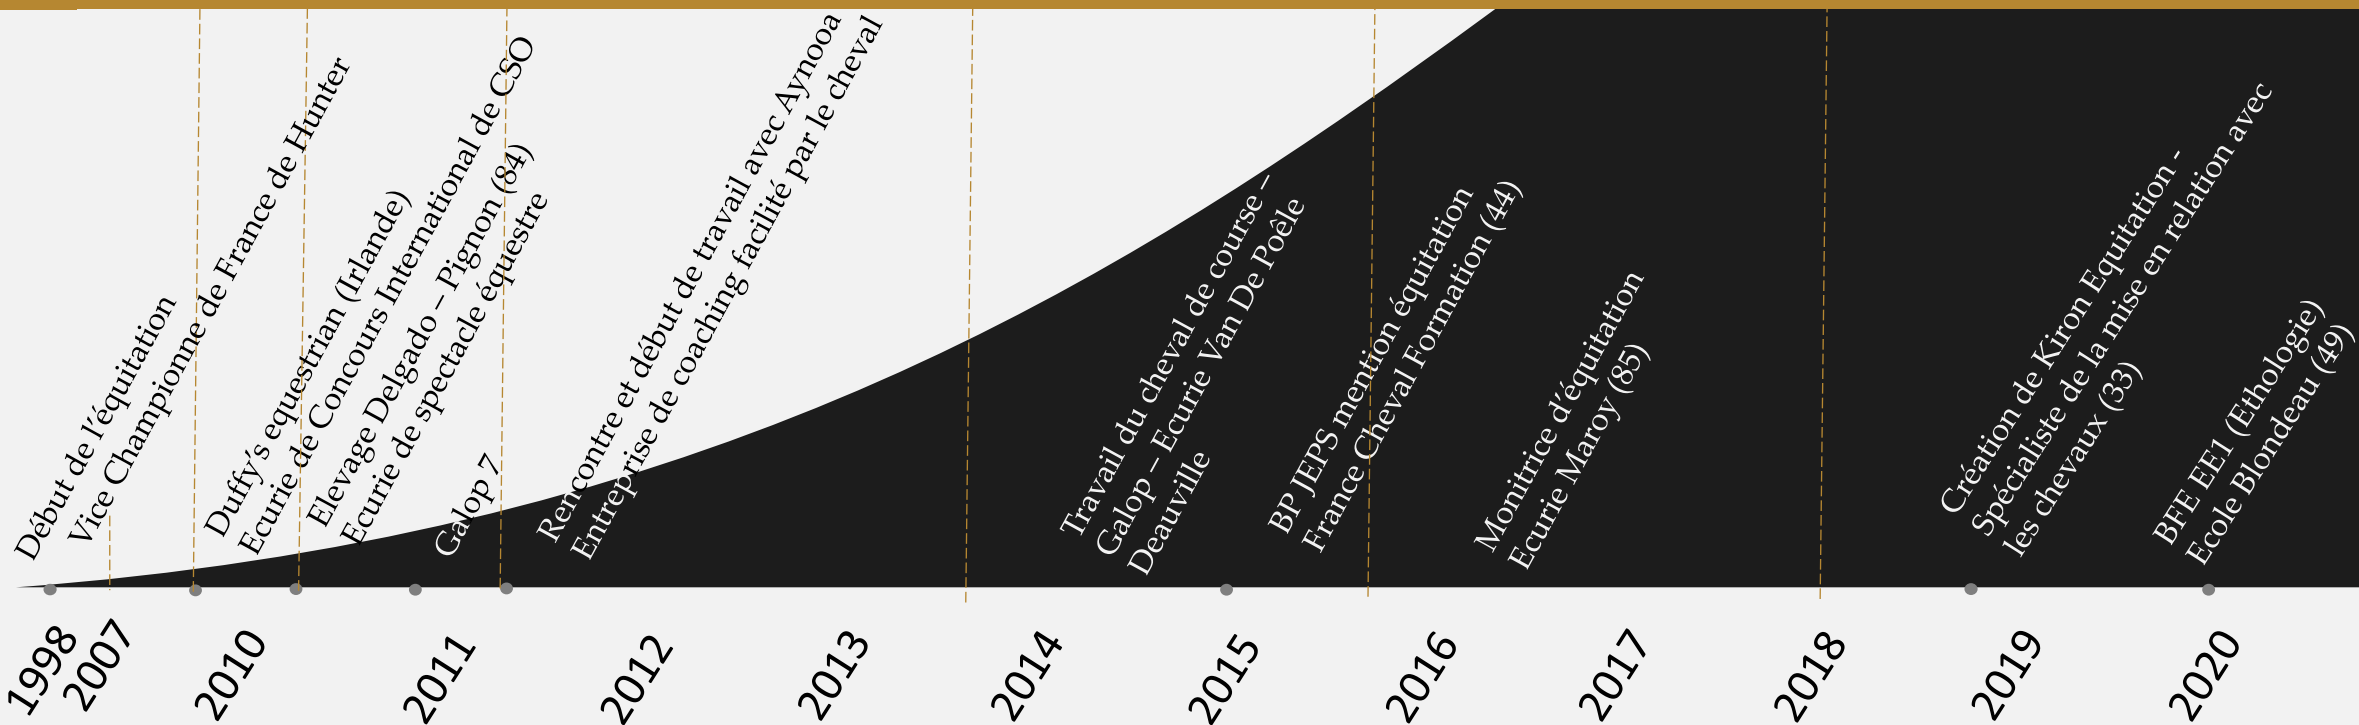 Début de l'équitation
Vice Championne de France de Hunter
Duffy's equestrian (Irlande)
Ecurie de Concours International de CSO
Elevage Delgado – Pignon (84)
Ecurie de spectacle équestre
Galop 7
Rencontre et début de travail avec Aynooa
Entreprise de coaching facilité par le cheval
Travail du cheval de course –
Galop – Ecurie Van De Poêle
Deauville
BP JEPS mention équitation
France Cheval Formation (44)
Monitrice d'équitation
Ecurie Maroy (85)
Création de Kiron Equitation -
Spécialiste de la mise en relation avec
les chevaux (33)
BFE EE1 (Ethologie)
Ecole Blondeau (49)
1998
2007
2010
2011
2012
2013
2014
2015
2016
2017
2018
2019
2020